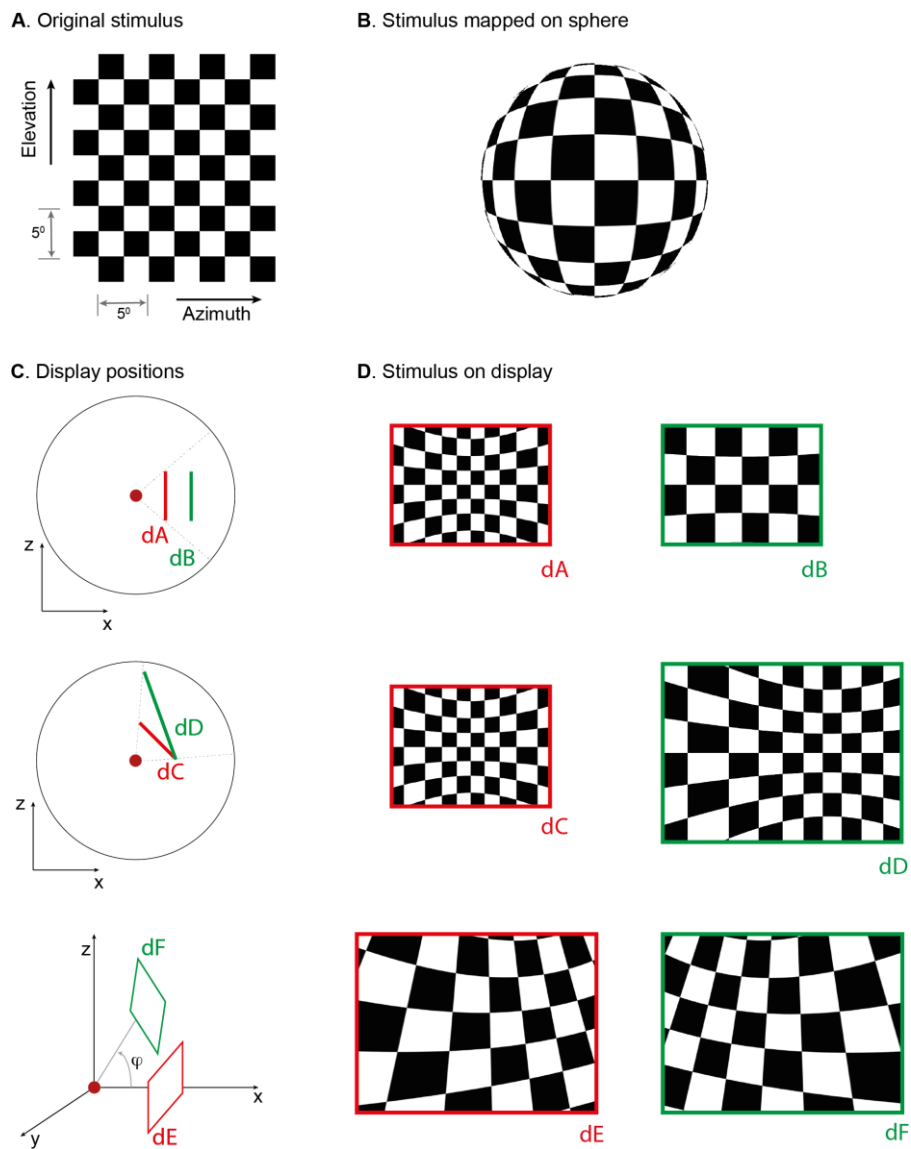 A. Original stimulus
B. Stimulus mapped on sphere
Elevation
5⁰
5⁰
Azimuth
C. Display positions
D. Stimulus on display
dA
dB
z
x
dA
dB
dD
dC
z
x
dC
dD
z
dF
φ
x
y
dE
dE
dF